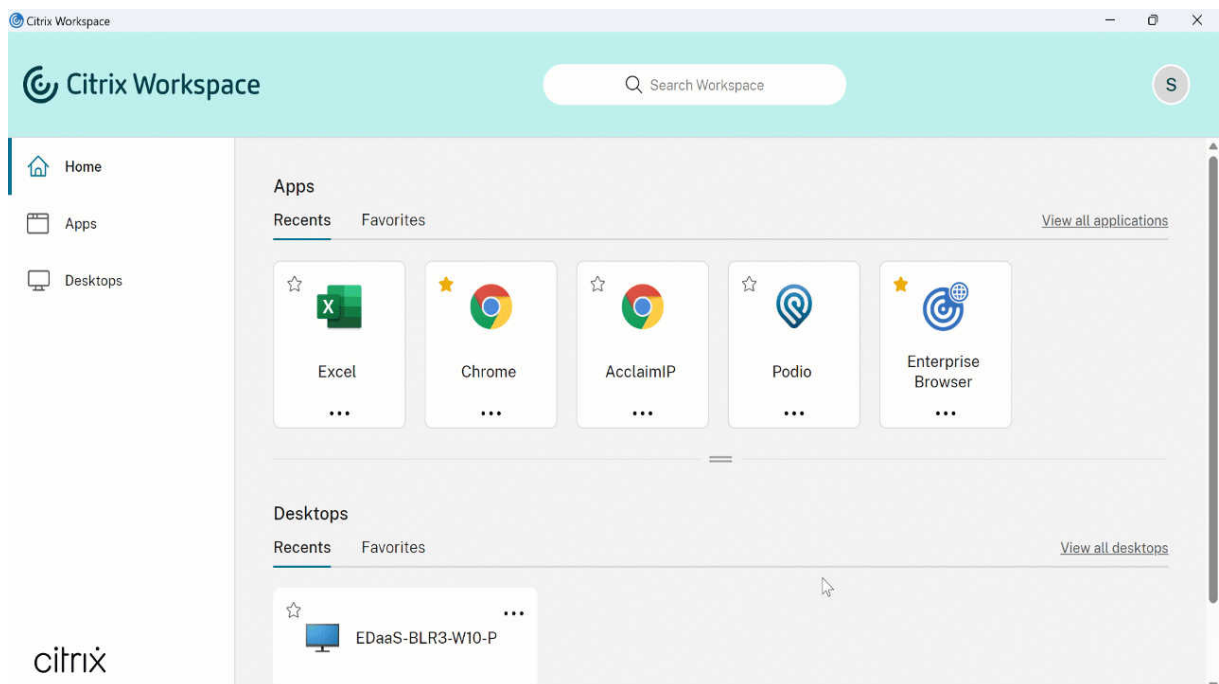 Citrix Workspace
Citrix Workspace
Search Workspace
S
Home
Apps
Desktops
Apps
Recents Favorites View all applications
Excel
Chrome
AcclaimIP
Podio
Enterprise
Browser
Desktops
Recents Favorites View all desktops
EDaaS-BLR3-W10-P
citrix